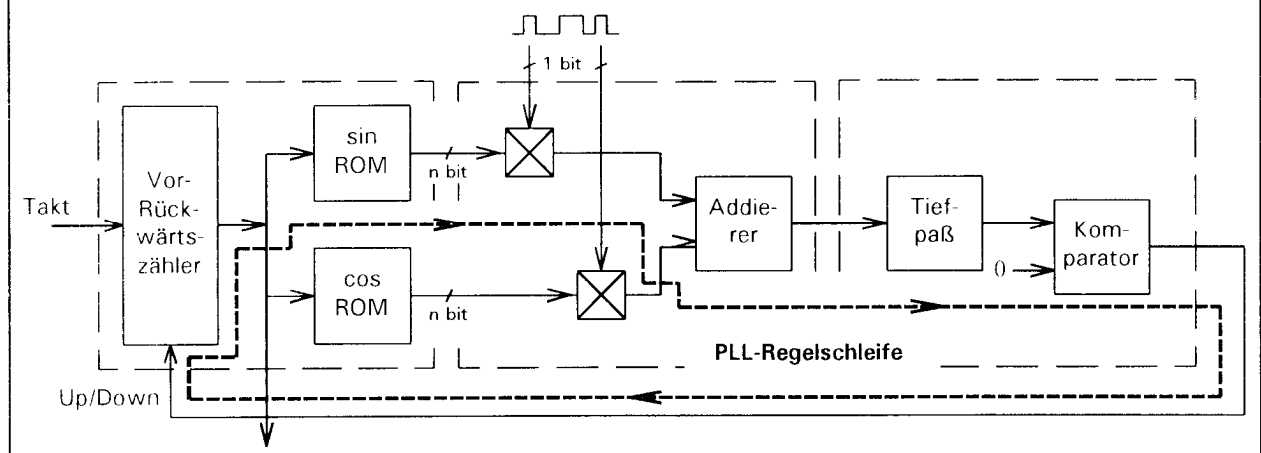 1 bit
sin
ROM
n bit
Vor-
Rück-
wärts-
zähler
Takt
Addie-
rer
Tief-
paß
Kom-
parator
0
cos
ROM
n bit
PLL-Regelschleife
Up/Down